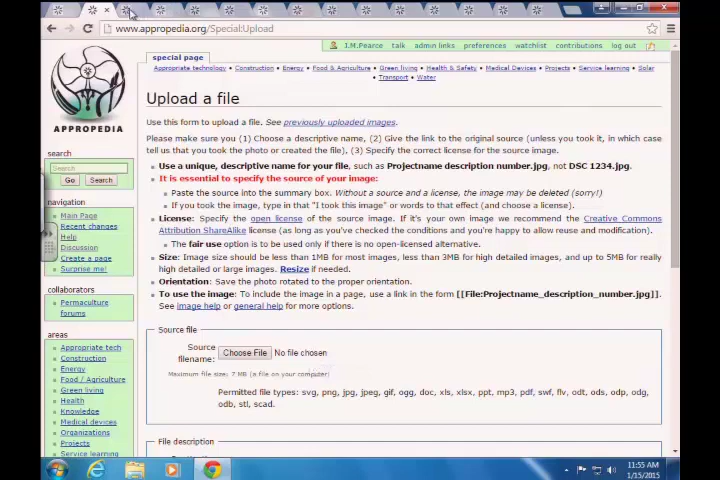 www.appropedia.org/Special:Upload
J.M.Pearce talk admin links preferences watchlist contributions log out
special page
Appropriate technology • Construction • Energy • Food & Agriculture • Green living • Health & Safety • Medical Devices • Projects • Service learning • Solar
• Transport • Water
APPROPEDIA
Upload a file
Use this form to upload a file. See previously uploaded images.
Please make sure you (1) Choose a descriptive name, (2) Give the link to the original source (unless you took it, in which case
tell us that you took the photo or created the file), (3) Specify the correct license for the source image.
Use a unique, descriptive name for your file, such as Projectname description number.jpg, not DSC 1234.jpg.
It is essential to specify the source of your image:
Paste the source into the summary box. Without a source and a license, the image may be deleted (sorry!)
If you took the image, type in "I took this image" or words to that effect (and choose a license).
License: Specify the open license of the source image. If it's your own image we recommend the Creative Commons
Attribution ShareAlike license (as long as you've checked the conditions and you're happy to allow reuse and modification).
The fair use option is to be used only if there is no open-licensed alternative.
Size: Image size should be less than 1MB for most images, less than 3MB for high detailed images, and up to 5MB for really
high detailed or large images. Resize if needed.
Orientation: Save the photo rotated to the proper orientation.
To use the image: To include the image in a page, use a link in the form [[File:Projectname_description_number.jpg]].
See image help or general help for more options.
Source file
Source
filename:
Choose File No file chosen
Maximum file size: 7 MB (a file on your computer)
Permitted file types: svg, png, jpg, jpeg, gif, ogg, doc, xls, xlsx, ppt, mp3, pdf, swf, flv, odt, ods, odp, odg,
odb, stl, scad.
File description
search
Search
Go Search
navigation
Main Page
Recent changes
Help
Discussion
Create a page
Surprise me!
collaborators
Permaculture
forums
areas
Appropriate tech
Construction
Energy
Food / Agriculture
Green living
Health
Knowledge
Medical devices
Organizations
Projects
Service learning
11:55 AM
1/15/2015